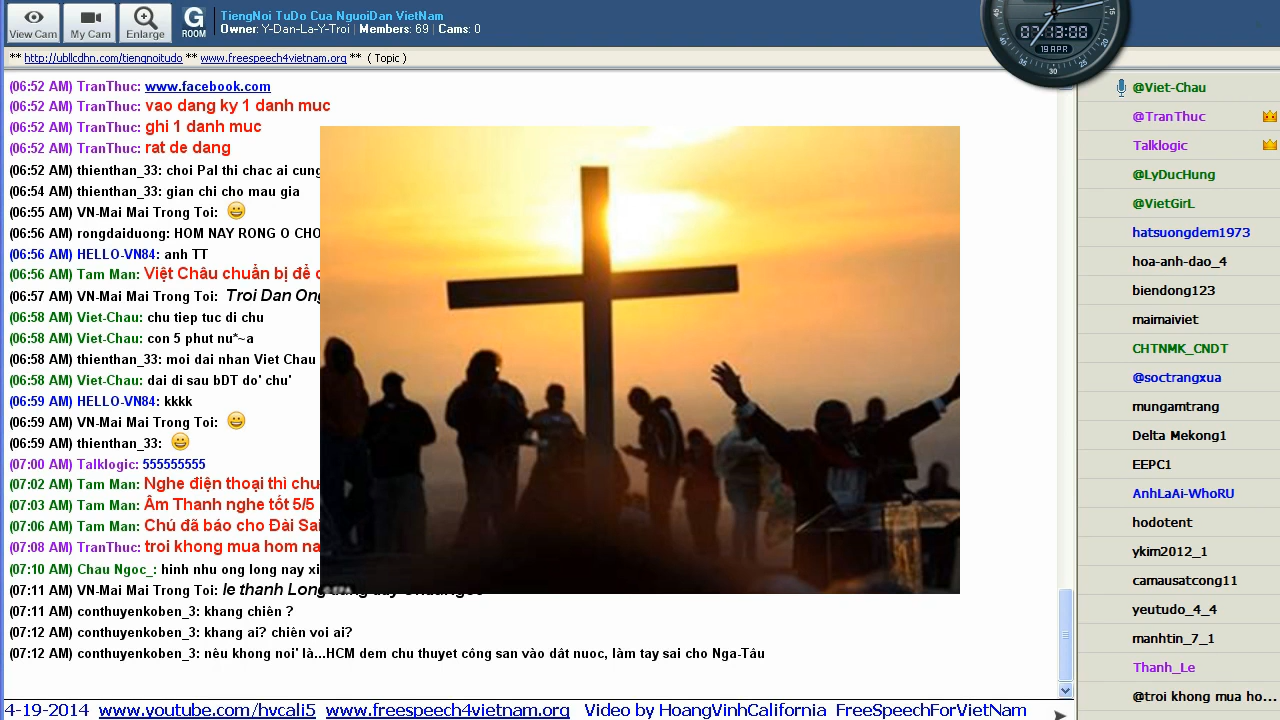 View Cam
My Cam
Enlarge
G
ROOM
TiengNoi TuDo Cua NguoiDan VietNam
Owner: Y-Dan-La-Y-Troi | Members: 69 | Cams: 0
** http://ubllcdhn.com/tiengnoitudo ** www.freespeech4vietnam.org ** ( Topic )
45
15
07:13:00
19 APR
40
20
35
25
30
(06:52 AM) TranThuc: www.facebook.com
(06:52 AM) TranThuc: vao dang ky 1 danh muc
(06:52 AM) TranThuc: ghi 1 danh muc
(06:52 AM) TranThuc: rat de dang
(06:52 AM) thienthan_33: choi Pal thi chac ai cung
(06:54 AM) thienthan_33: gian chi cho mau gia
(06:55 AM) VN-Mai Mai Trong Toi:
(06:56 AM) rongdaiduong: HOM NAY RONG O CHO
(06:56 AM) HELLO-VN84: anh TT
(06:56 AM) Tam Man: Việt Châu chuẩn bị để
(06:57 AM) VN-Mai Mai Trong Toi: Troi Dan Ong
(06:58 AM) Viet-Chau: chu tiep tuc di chu
(06:58 AM) Viet-Chau: con 5 phut nu*~a
(06:58 AM) thienthan_33: moi dai nhan Viet Chau
(06:58 AM) Viet-Chau: dai di sau bDT do' chu'
(06:59 AM) HELLO-VN84: kkkk
(06:59 AM) VN-Mai Mai Trong Toi:
(06:59 AM) thienthan_33:
(07:00 AM) Talklogic: 555555555
(07:02 AM) Tam Man: Nghe điện thoại thì chu
(07:03 AM) Tam Man: Âm Thanh nghe tốt 5/5
(07:06 AM) Tam Man: Chú đã báo cho Đài Sai
(07:08 AM) TranThuc: troi khong mua hom na
(07:10 AM) Chau Ngoc_: hinh nhu ong long nay xi
(07:11 AM) VN-Mai Mai Trong Toi: le thanh Long
(07:11 AM) conthuyenkoben_3: khang chiên ?
(07:12 AM) conthuyenkoben_3: khang ai? chiên voi ai?
(07:12 AM) conthuyenkoben_3: nêu không noi' là...HCM dem chu thuyet công san vào dât nuoc, làm tay sai cho Nga-Tâu
@Viet-Chau
@TranThuc
Talklogic
@LyDucHung
@VietGirL
hatsuongdem1973
hoa-anh-dao_4
biendong123
maimaiviet
CHTNMK_CNDT
@soctrangxua
mungamtrang
Delta Mekong1
EEPC1
AnhLaAi-WhoRU
hodotent
ykim2012_1
camausatcong11
yeutudo_4_4
manhtin_7_1
Thanh_Le
@troi khong mua ho...
4-19-2014 www.youtube.com/hvcali5 www.freespeech4vietnam.org Video by HoangVinhCalifornia FreeSpeechForVietNam